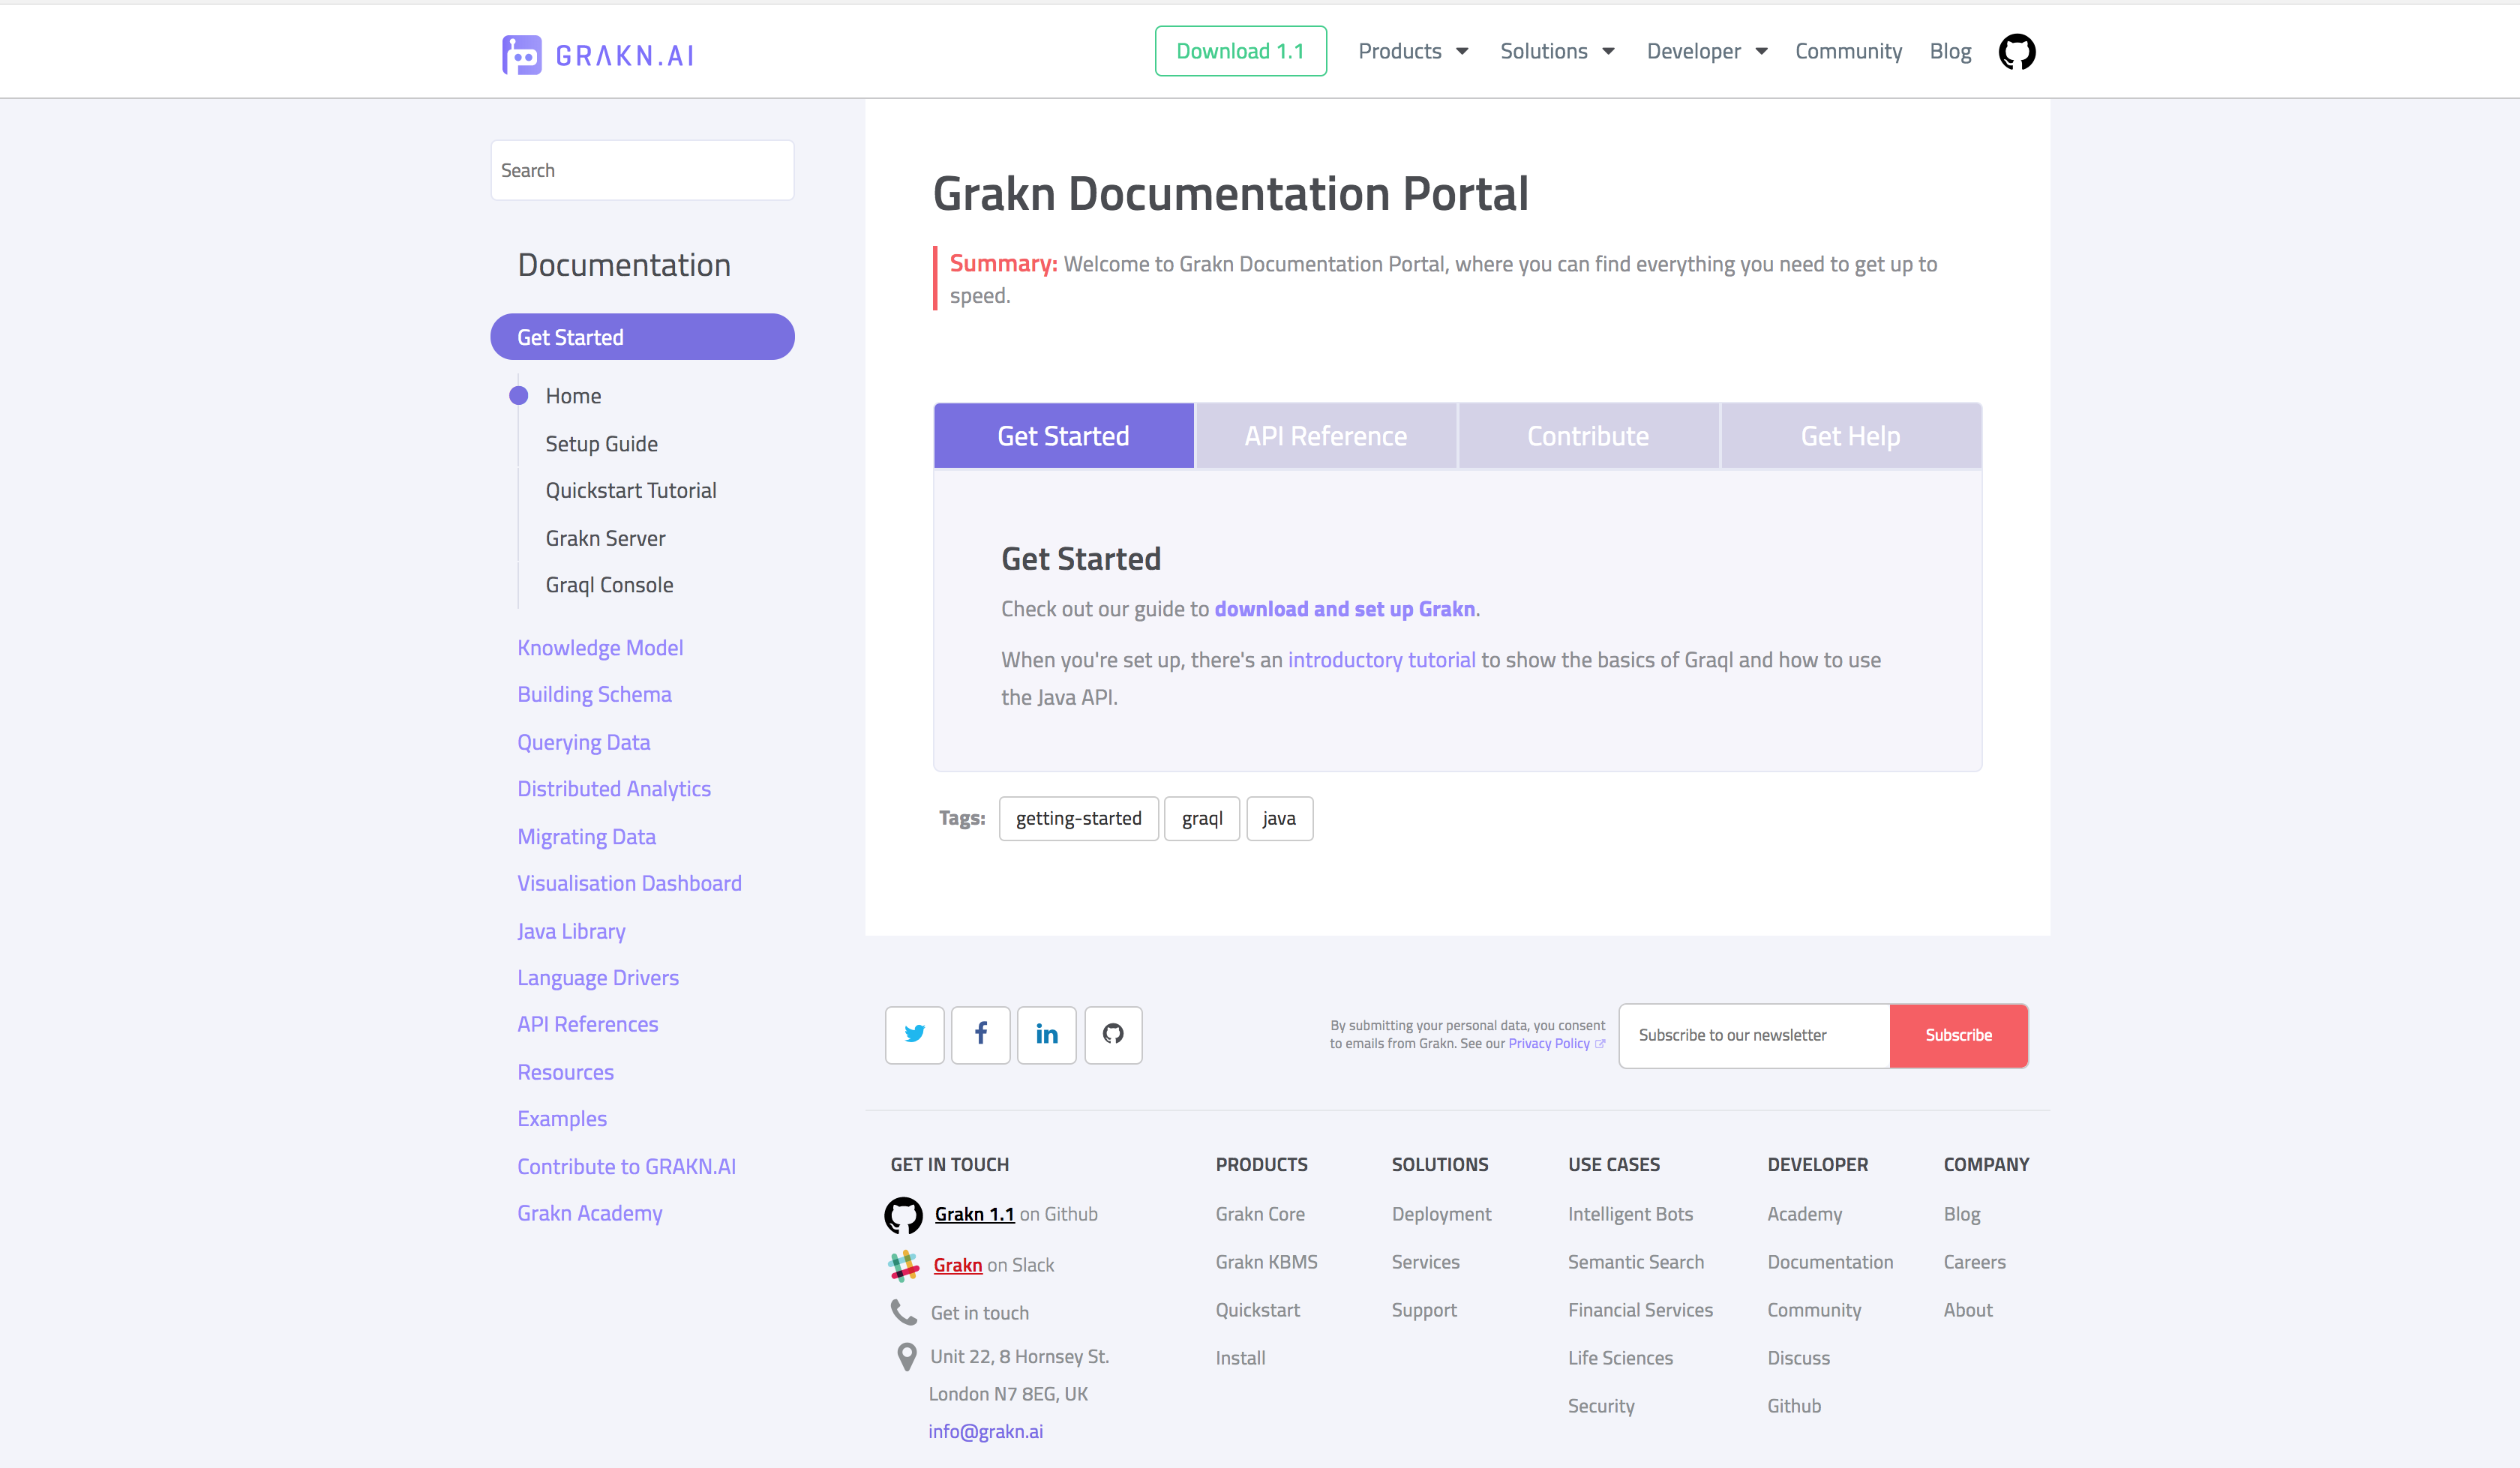 GRAKN.AI
Download 1.1
Products
Solutions
Developer
Community
Blog
Search
Documentation
Get Started
Home
Setup Guide
Quickstart Tutorial
Grakn Server
Graql Console
Knowledge Model
Building Schema
Querying Data
Distributed Analytics
Migrating Data
Visualisation Dashboard
Java Library
Language Drivers
API References
Resources
Examples
Contribute to GRAKN.AI
Grakn Academy
Grakn Documentation Portal
Summary: Welcome to Grakn Documentation Portal, where you can find everything you need to get up to
speed.
Get Started
API Reference
Contribute
Get Help
Get Started
Check out our guide to download and set up Grakn.
When you're set up, there's an introductory tutorial to show the basics of Graql and how to use
the Java API.
Tags:
getting-started
graql
java
By submitting your personal data, you consent
to emails from Grakn. See our Privacy Policy
Subscribe to our newsletter
Subscribe
GET IN TOUCH
Grakn 1.1 on Github
Grakn on Slack
Get in touch
Unit 22, 8 Hornsey St.
London N7 8EG, UK
info@grakn.ai
PRODUCTS
Grakn Core
Grakn KBMS
Quickstart
Install
SOLUTIONS
Deployment
Services
Support
USE CASES
Intelligent Bots
Semantic Search
Financial Services
Life Sciences
Security
DEVELOPER
Academy
Documentation
Community
Discuss
Github
COMPANY
Blog
Careers
About